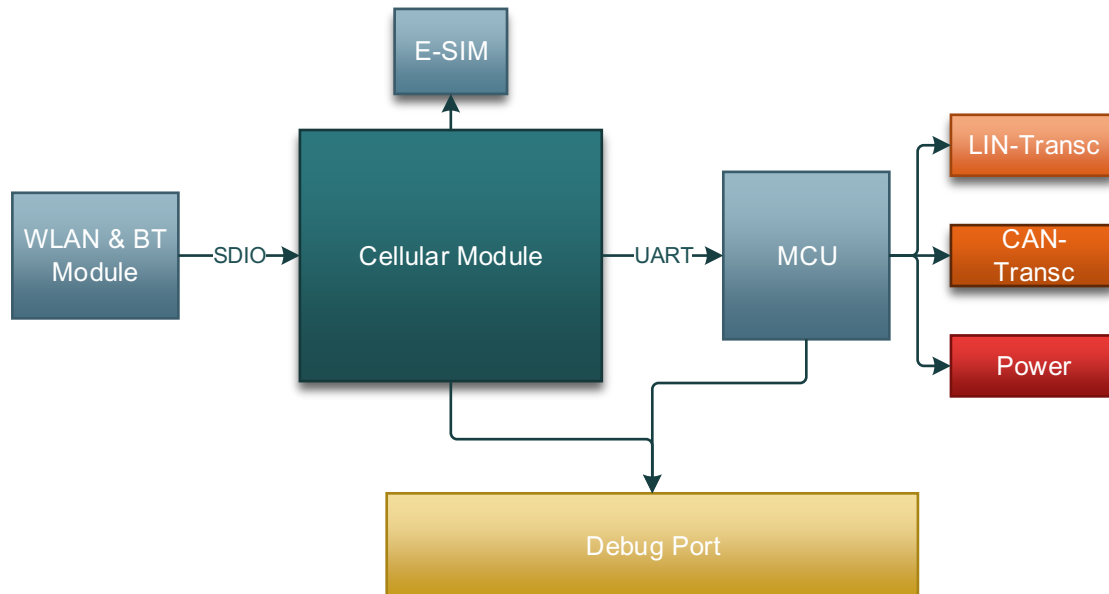 E-SIM
LIN-Transc
WLAN & BT
Module
SDIO
Cellular Module
UART
MCU
CAN-
Transc
Power
Debug Port